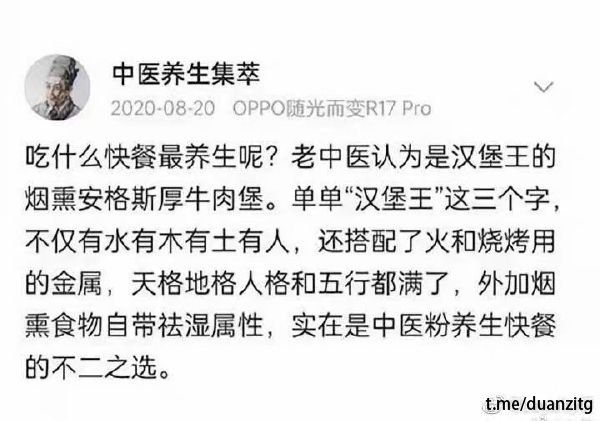 中医养生集萃
2020-08-20 OPPO随光而变R17 Pro
吃什么快餐最养生呢？老中医认为是汉堡王的
烟熏安格斯厚牛肉堡。单单“汉堡王”这三个字，
不仅有水有木有土有人，还搭配了火和烧烤用
的金属，天格地格人格和五行都满了，外加烟
熏食物自带祛湿属性，实在是中医粉养生快餐
的不二之选。
t.me/duanzitg